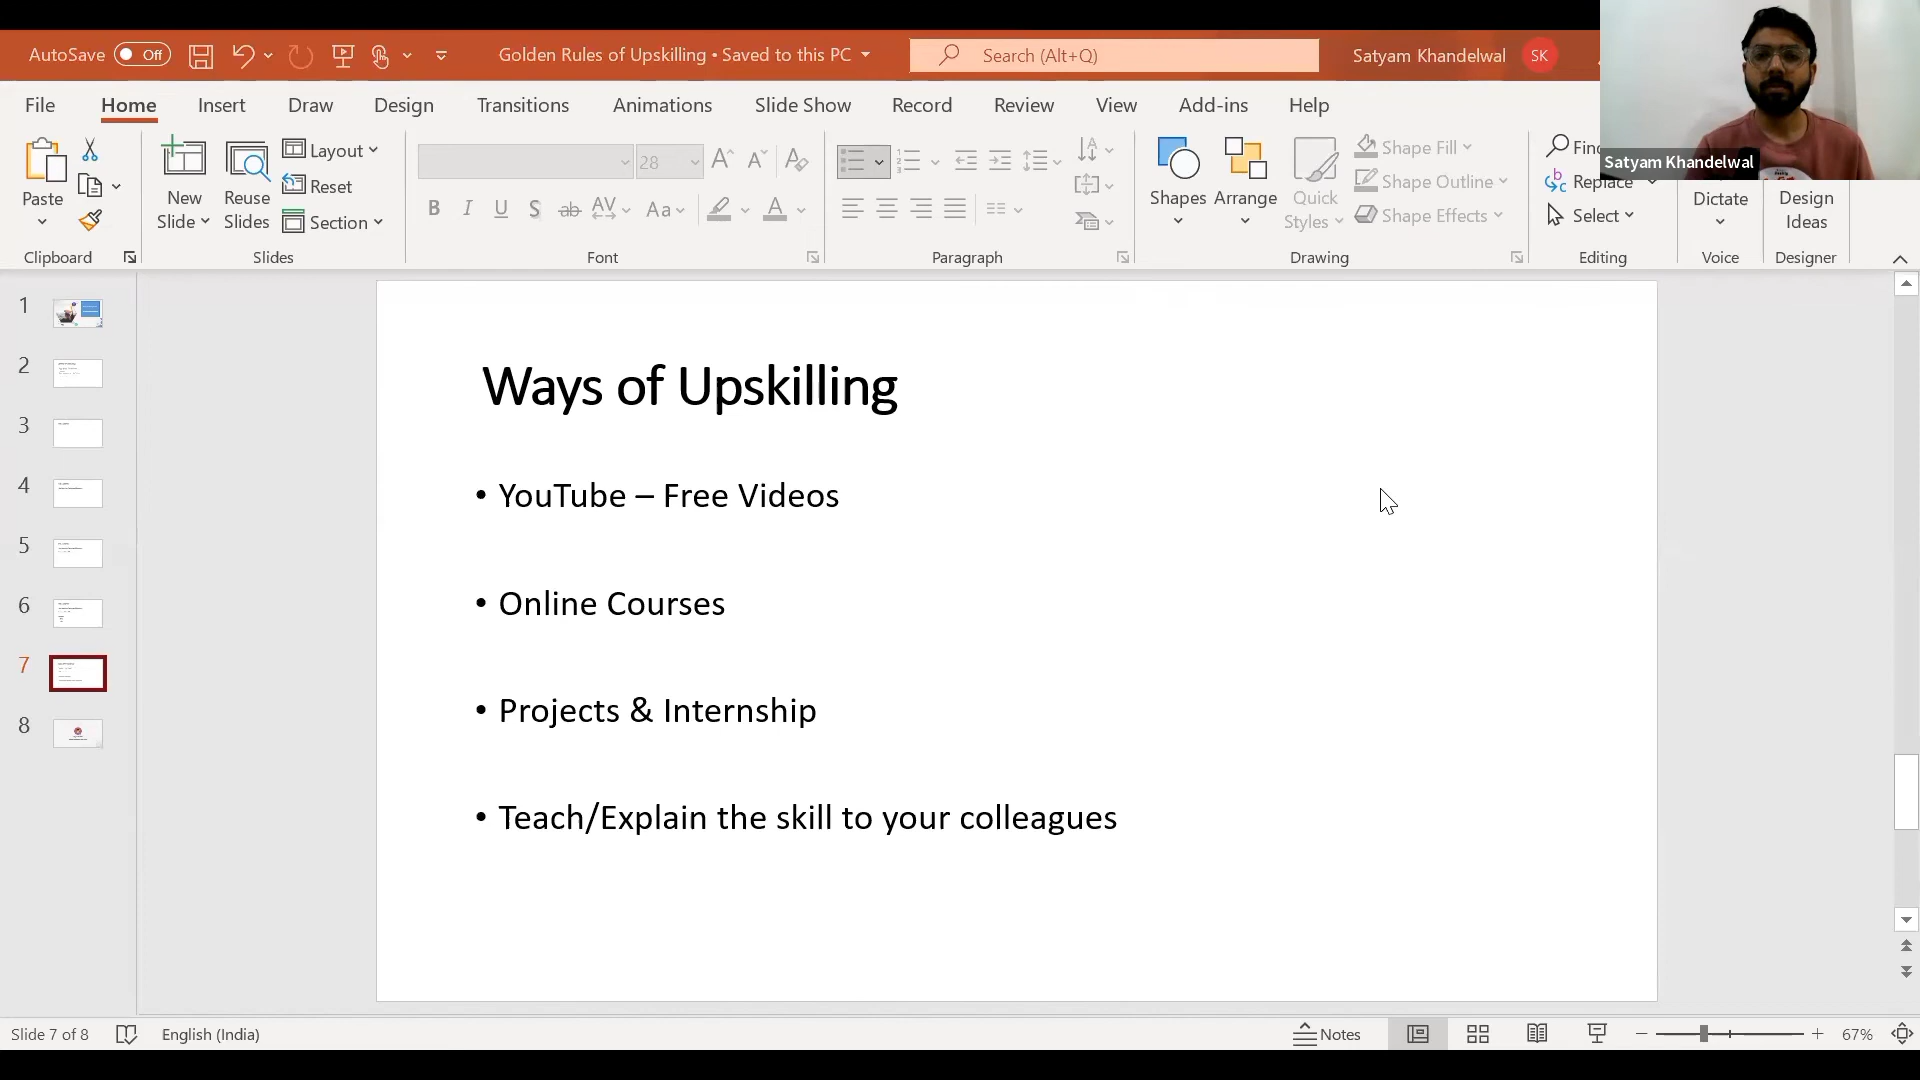 AutoSave Off
Golden Rules of Upskilling • Saved to this PC
Search (Alt+Q)
Satyam Khandelwal SK
File Home Insert Draw Design Transitions Animations Slide Show Record Review View Add-ins Help
Paste
New Slide
Reuse Slides
Layout
Reset
Section
28
B I U S ab AV Aa A
Shapes
Arrange
Quick Styles
Shape Fill
Shape Outline
Shape Effects
Replace
Select
Dictate
Design Ideas
Satyam Khandelwal
Clipboard Slides Font Paragraph Drawing Editing Voice Designer
1
2
3
4
5
6
7
8
Ways of Upskilling
• YouTube – Free Videos
• Online Courses
• Projects & Internship
• Teach/Explain the skill to your colleagues
Slide 7 of 8 English (India) Notes 67%